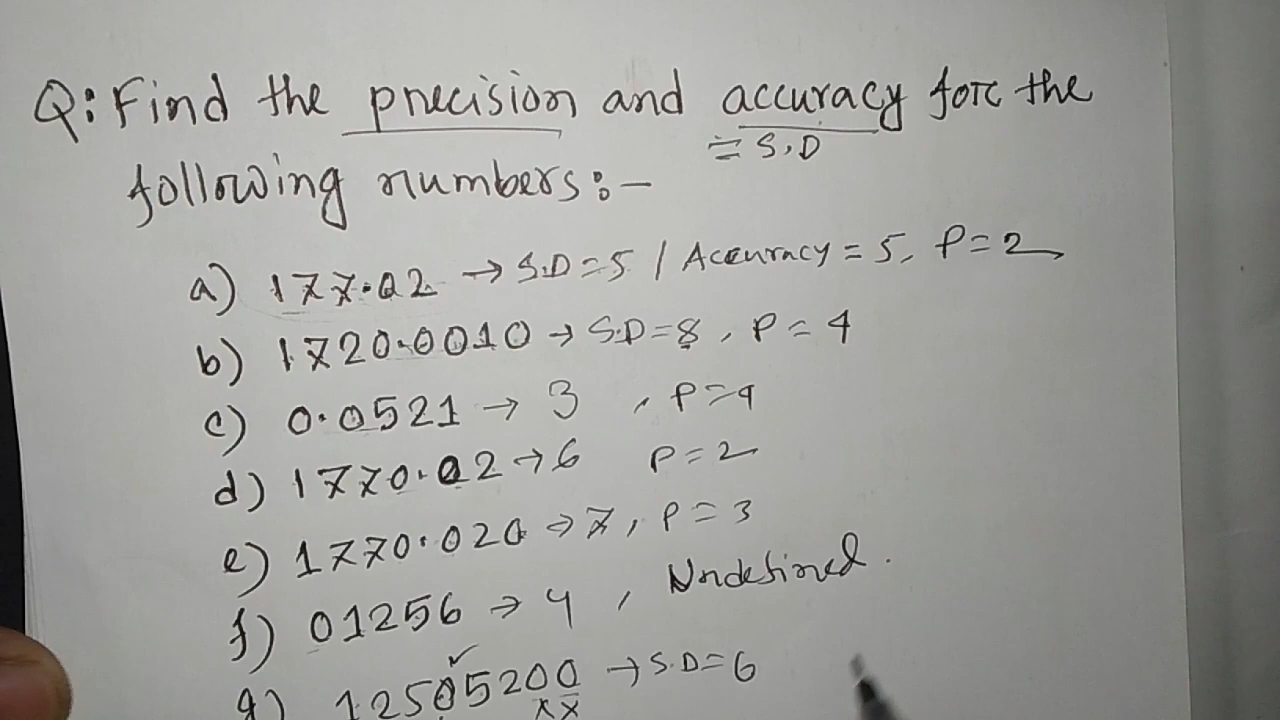 Q: Find the precision and accuracy for the
= S.D
following numbers:-
a) 177.02 → S.D = 5 / Accuracy = 5, P = 2
b) 1720.0010 → S.D = 8, P = 4
c) 0.0521 → 3, P = 4
d) 1770.02 → 6 P = 2
e) 1770.020 → 7, P = 3
f) 01256 → 4, Undefined.
g) 12505200 → S.D = 6
✓
x x